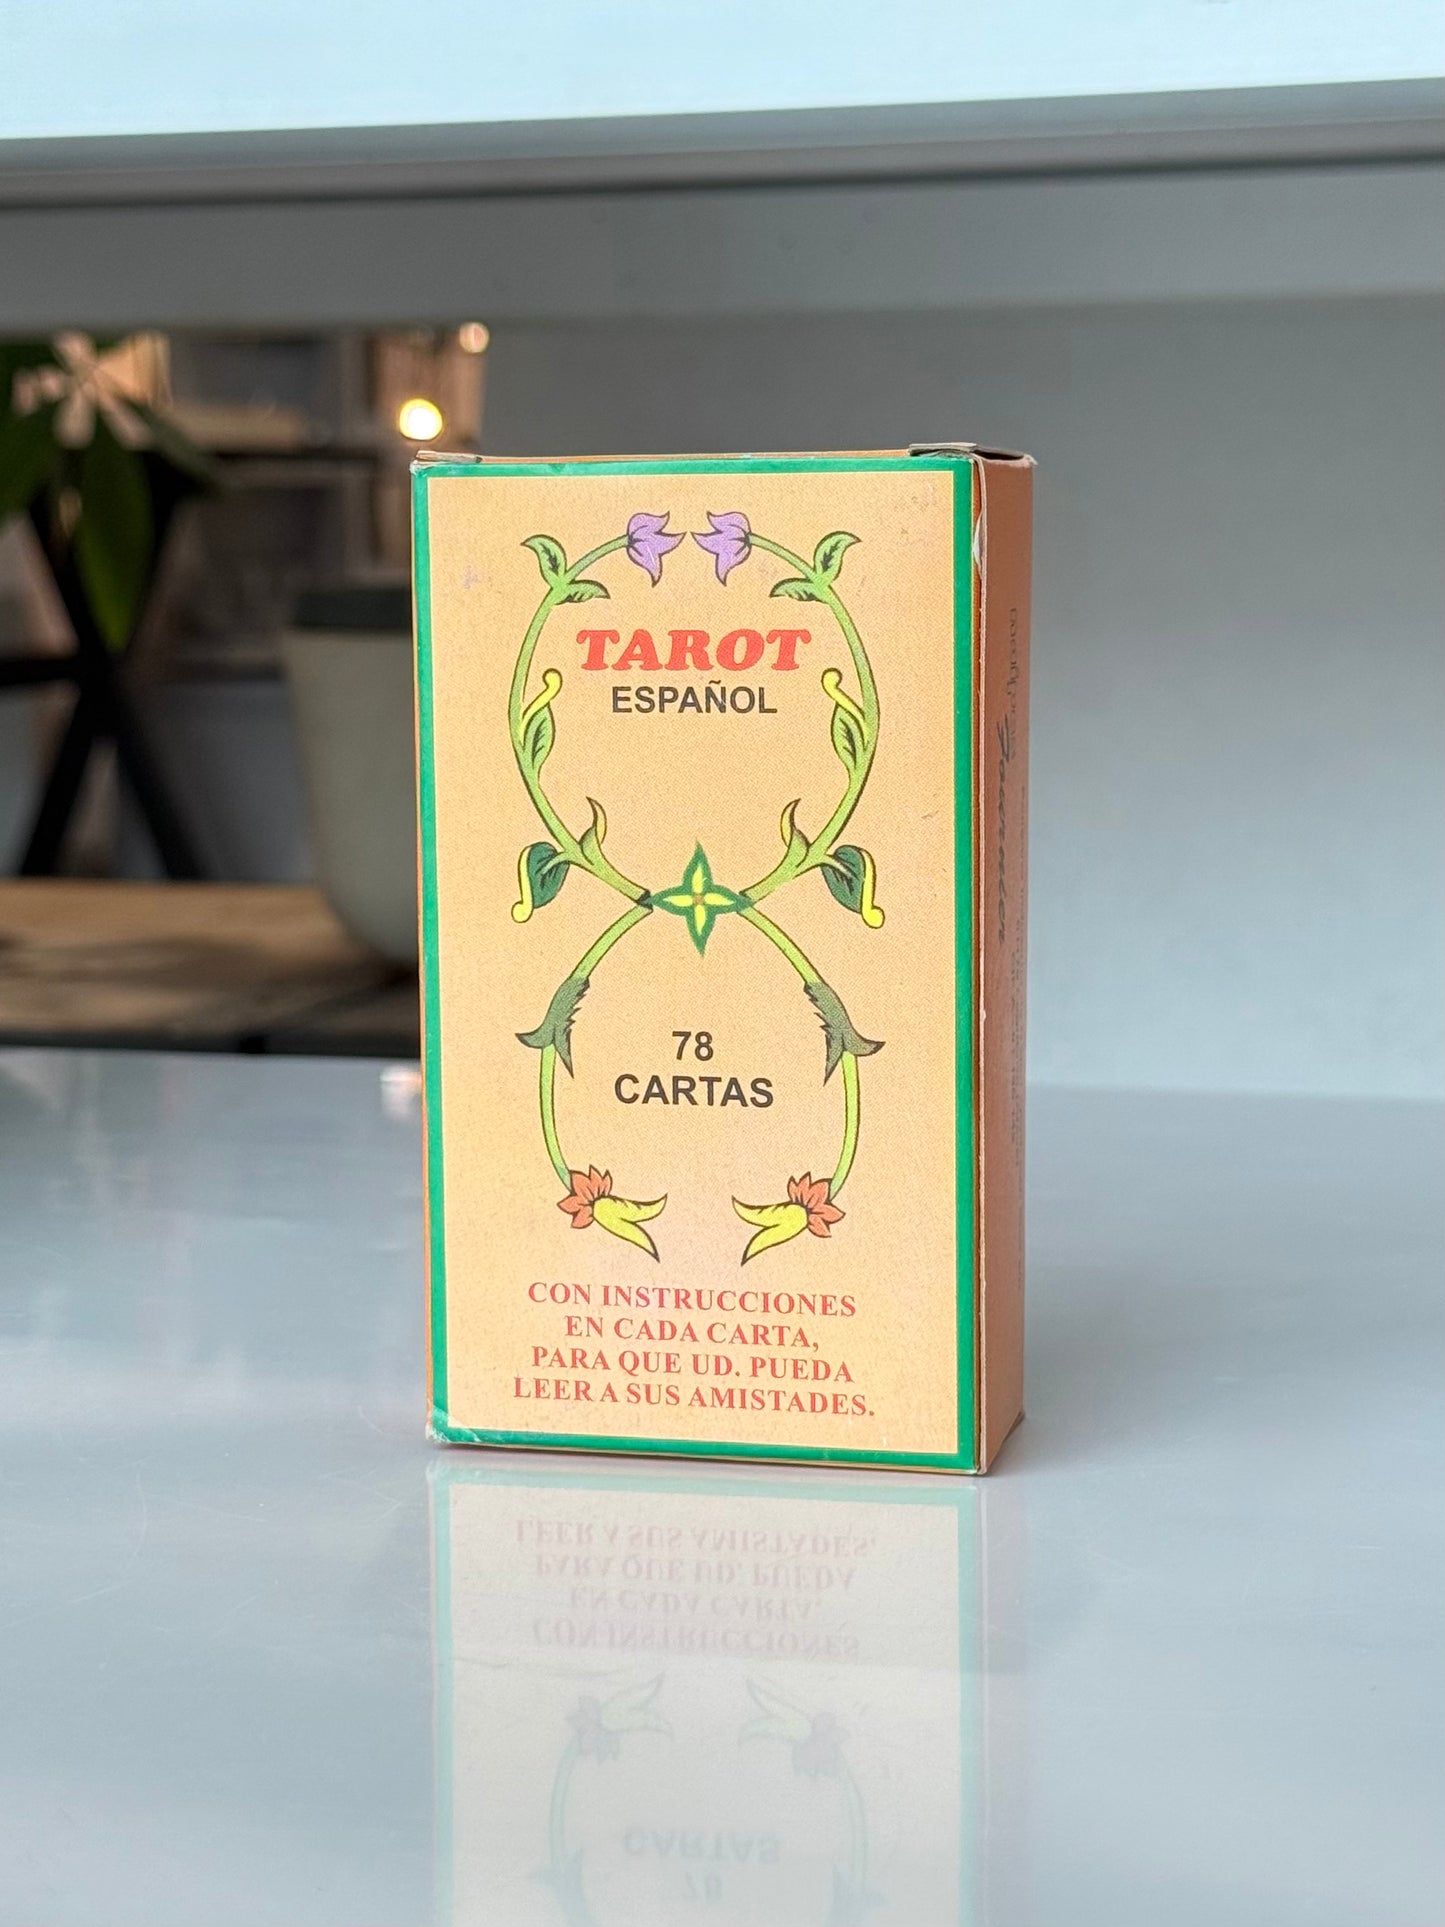 TAROT
ESPAÑOL
78
CARTAS
CON INSTRUCCIONES
EN CADA CARTA,
PARA QUE UD. PUEDA
LEER A SUS AMISTADES.